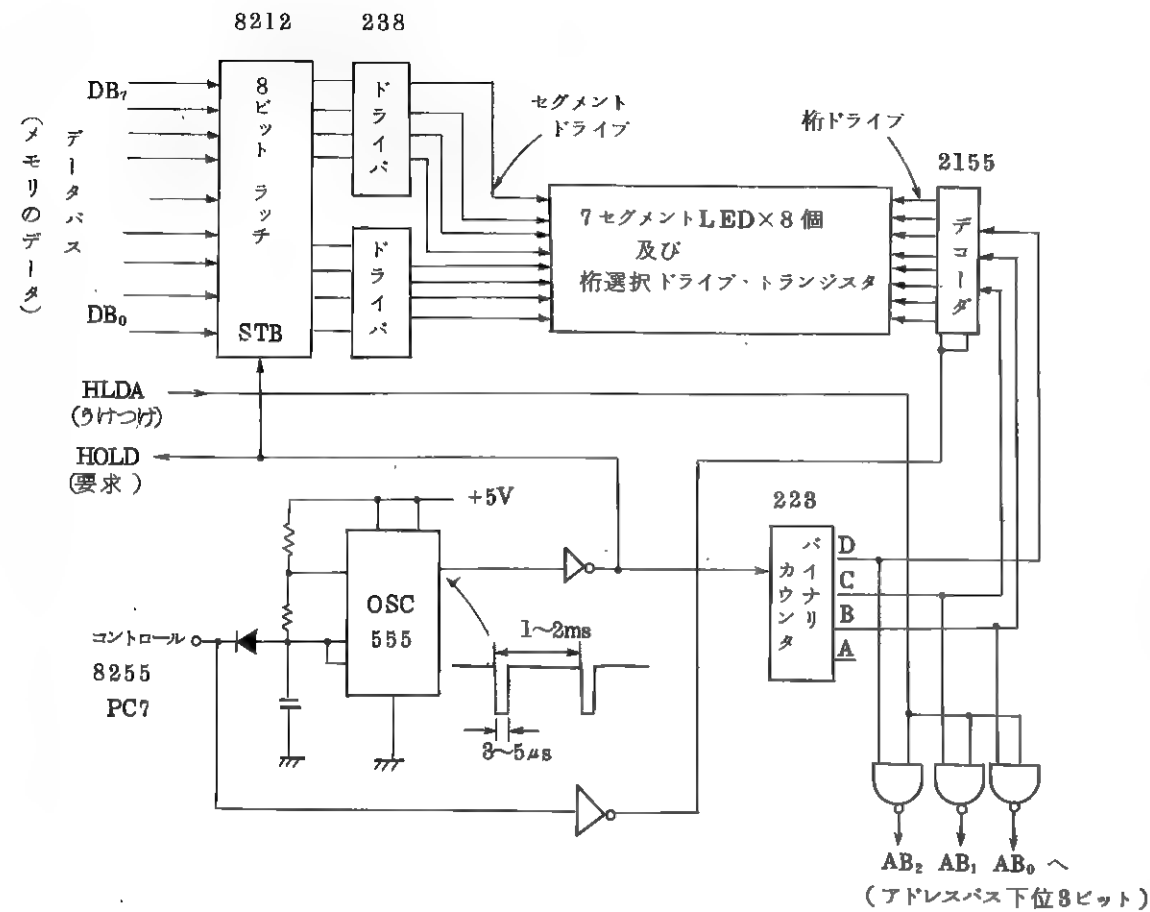 8212
238
DB₇
DB₀
データバス
(メモリのデータ)
8ビットラッチ
STB
ドライバ
ドライバ
セグメント
ドライブ
桁ドライブ
2155
デコーダ
7セグメントLED×8個
及び
桁選択ドライブ・トランジスタ
HLDA
(うけつけ)
HOLD
(要求)
+5V
OSC
555
コントロール
8255
PC7
1~2ms
3~5μs
223
バイナリ
カウンタ
D
C
B
A
AB₂ AB₁ AB₀ へ
(アドレスバス下位3ビット)